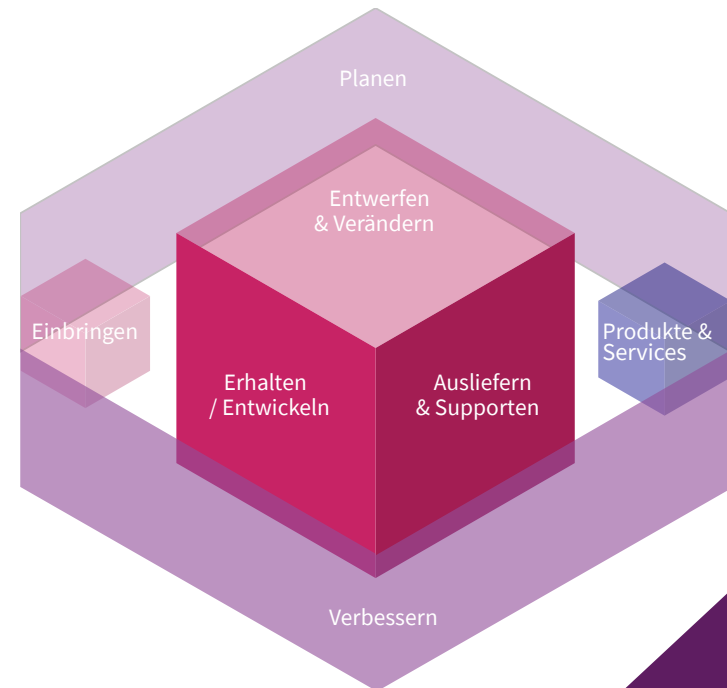 Planen
Entwerfen
& Verändern
Einbringen
Produkte &
Services
Erhalten
/ Entwickeln
Ausliefern
& Supporten
Verbessern